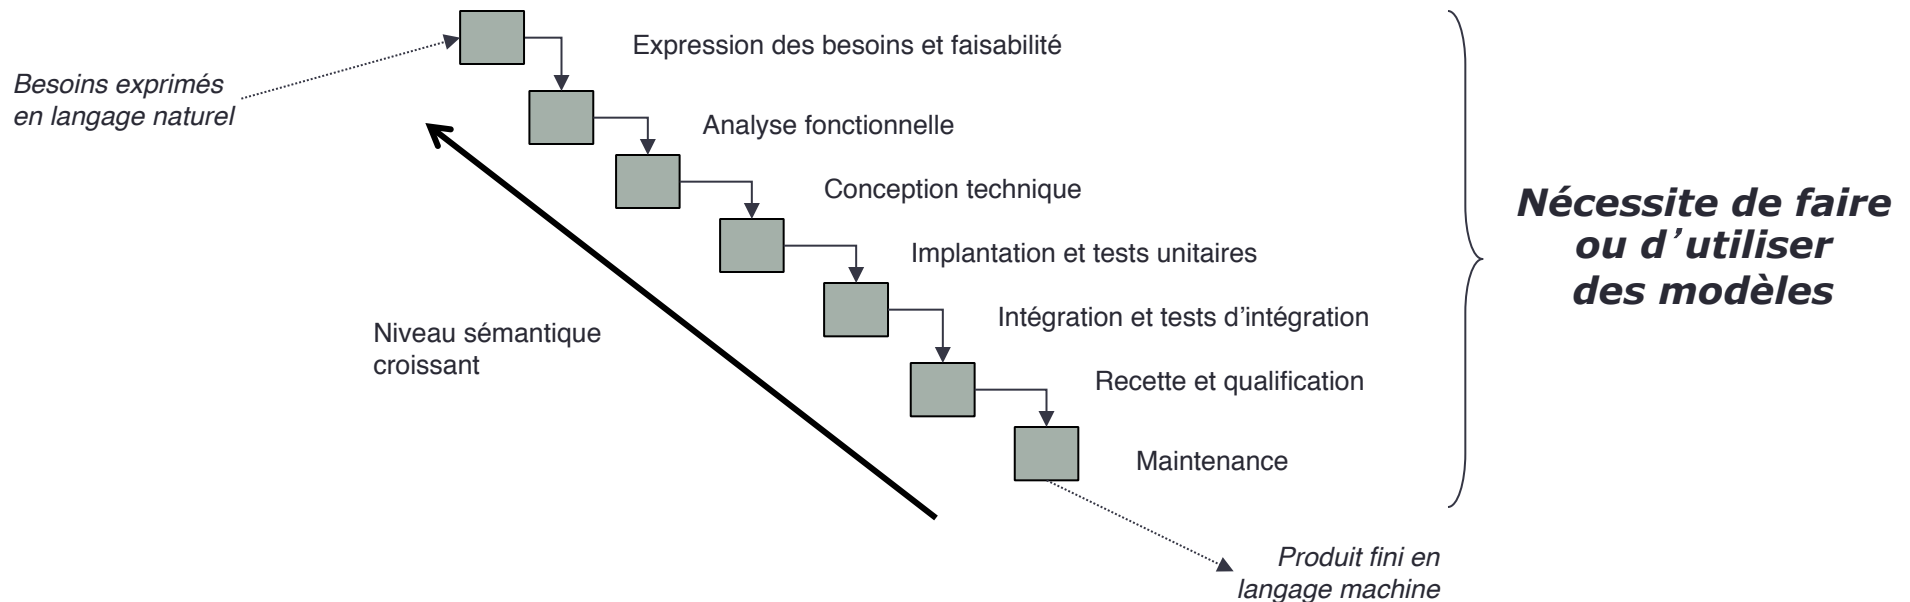 Expression des besoins et faisabilité
Besoins exprimés
en langage naturel
Analyse fonctionnelle
Conception technique
Implantation et tests unitaires
Intégration et tests d'intégration
Niveau sémantique
croissant
Recette et qualification
Maintenance
Produit fini en
langage machine
Nécessite de faire
ou d'utiliser
des modèles